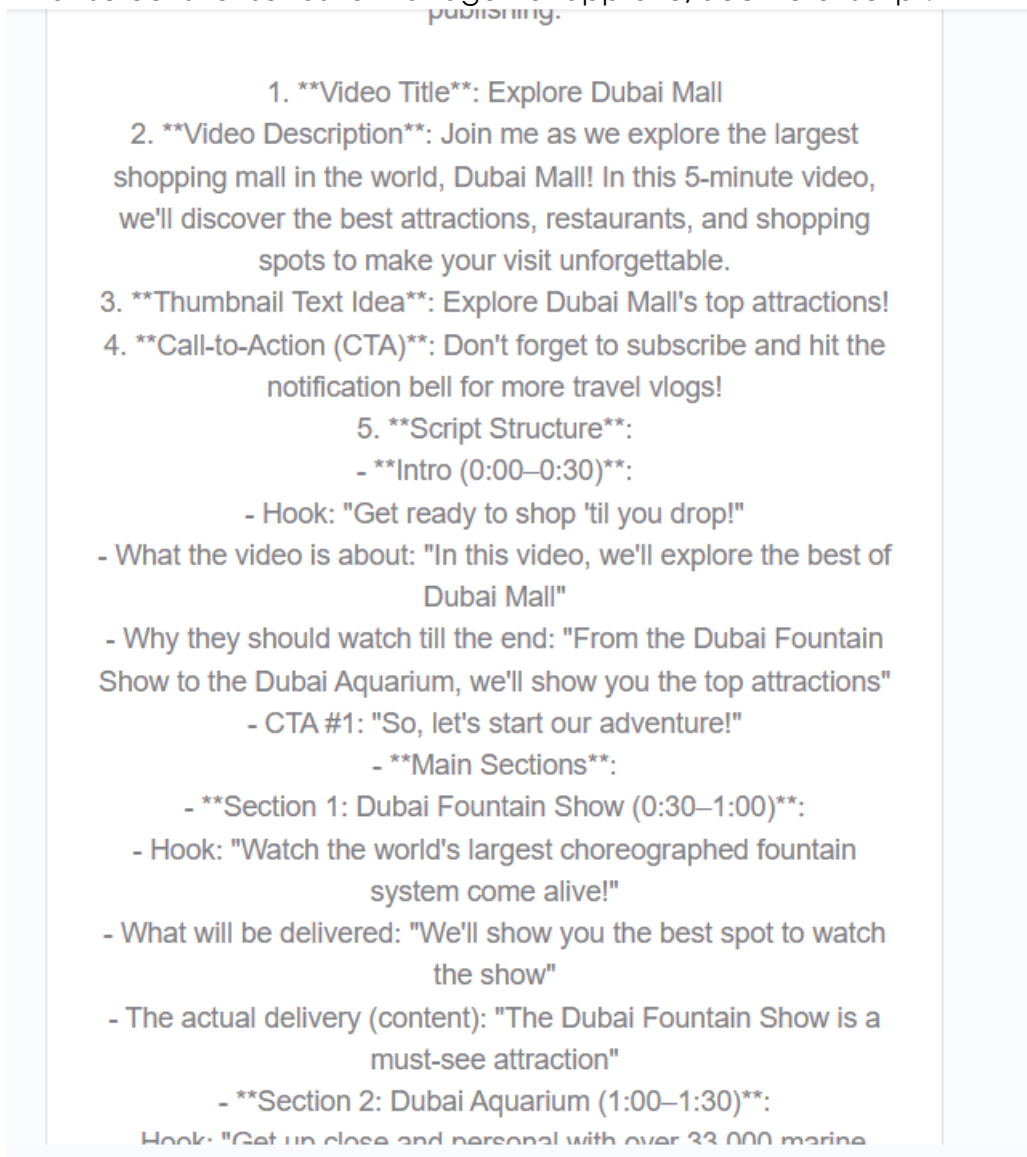 publishing.
1. **Video Title**: Explore Dubai Mall
2. **Video Description**: Join me as we explore the largest
shopping mall in the world, Dubai Mall! In this 5-minute video,
we'll discover the best attractions, restaurants, and shopping
spots to make your visit unforgettable.
3. **Thumbnail Text Idea**: Explore Dubai Mall's top attractions!
4. **Call-to-Action (CTA)**: Don't forget to subscribe and hit the
notification bell for more travel vlogs!
5. **Script Structure**:
- **Intro (0:00–0:30)**:
- Hook: "Get ready to shop 'til you drop!"
- What the video is about: "In this video, we'll explore the best of
Dubai Mall"
- Why they should watch till the end: "From the Dubai Fountain
Show to the Dubai Aquarium, we'll show you the top attractions"
- CTA #1: "So, let's start our adventure!"
- **Main Sections**:
- **Section 1: Dubai Fountain Show (0:30–1:00)**:
- Hook: "Watch the world's largest choreographed fountain
system come alive!"
- What will be delivered: "We'll show you the best spot to watch
the show"
- The actual delivery (content): "The Dubai Fountain Show is a
must-see attraction"
- **Section 2: Dubai Aquarium (1:00–1:30)**:
Hook: "Get up close and personal with over 33,000 marine